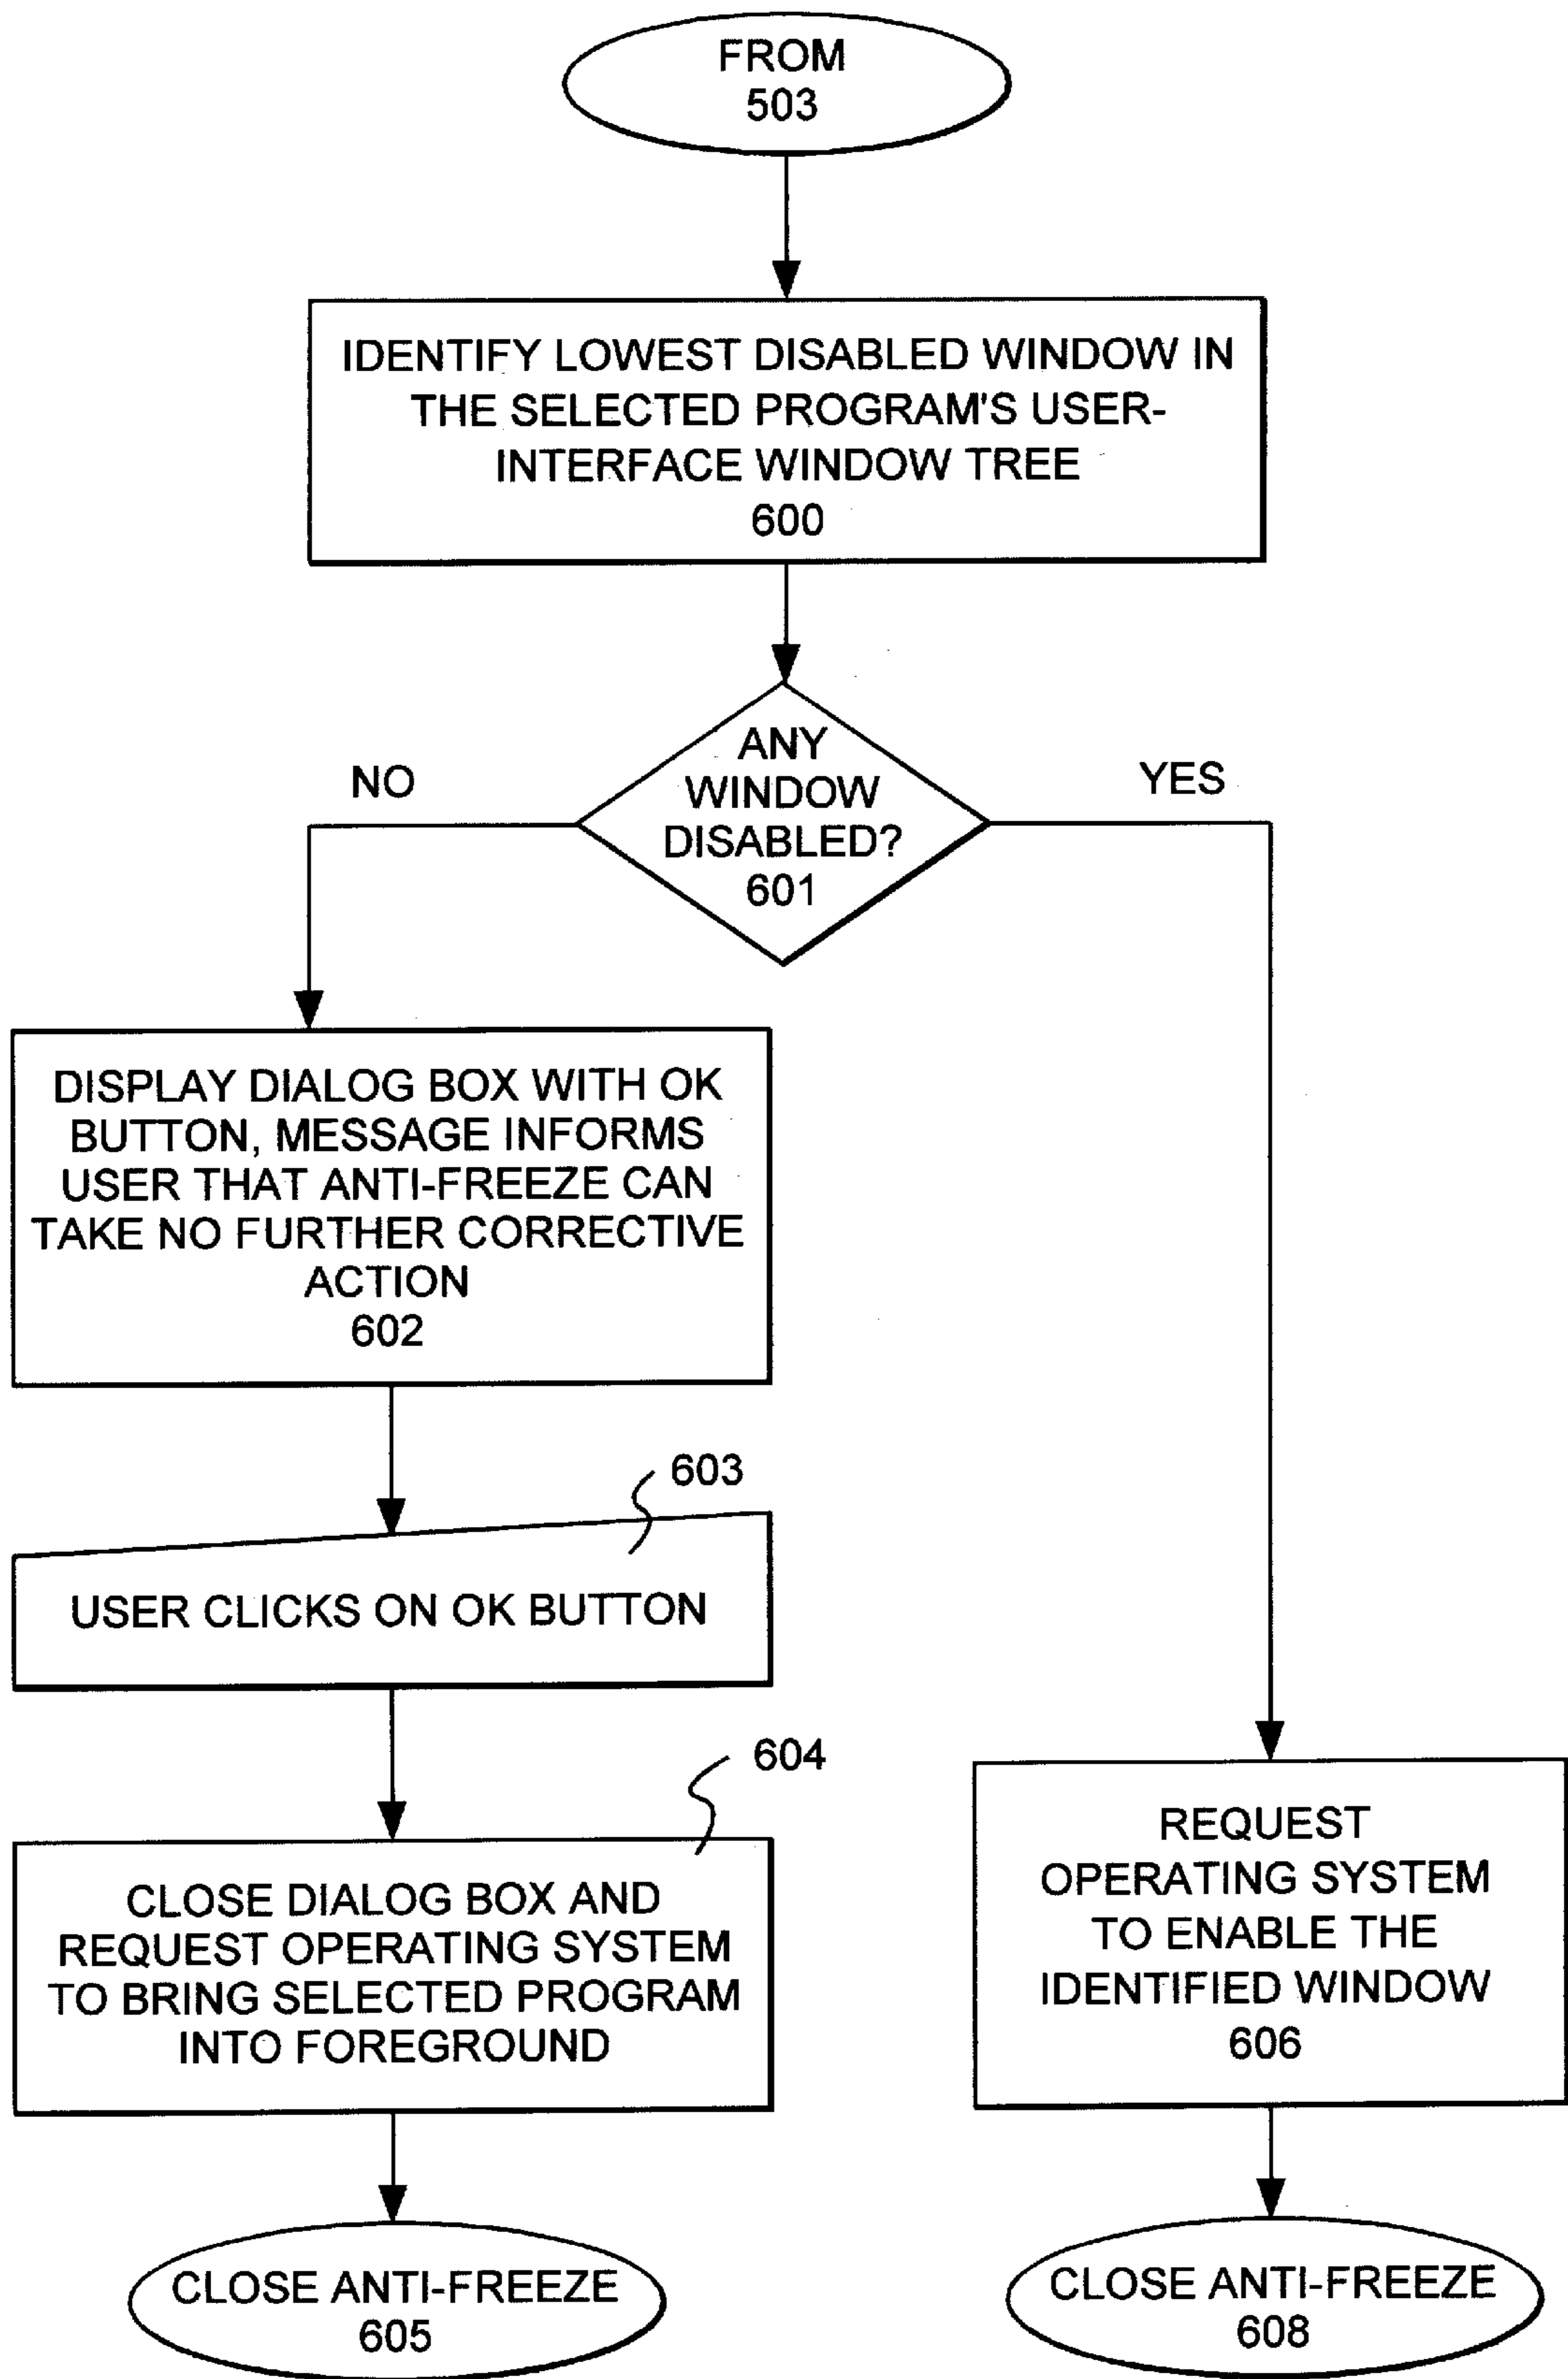 FROM
503
IDENTIFY LOWEST DISABLED WINDOW IN
THE SELECTED PROGRAM'S USER-
INTERFACE WINDOW TREE
600
ANY
WINDOW
DISABLED?
601
NO
YES
DISPLAY DIALOG BOX WITH OK
BUTTON, MESSAGE INFORMS
USER THAT ANTI-FREEZE CAN
TAKE NO FURTHER CORRECTIVE
ACTION
602
603
USER CLICKS ON OK BUTTON
604
CLOSE DIALOG BOX AND
REQUEST OPERATING SYSTEM
TO BRING SELECTED PROGRAM
INTO FOREGROUND
REQUEST
OPERATING SYSTEM
TO ENABLE THE
IDENTIFIED WINDOW
606
CLOSE ANTI-FREEZE
605
CLOSE ANTI-FREEZE
608